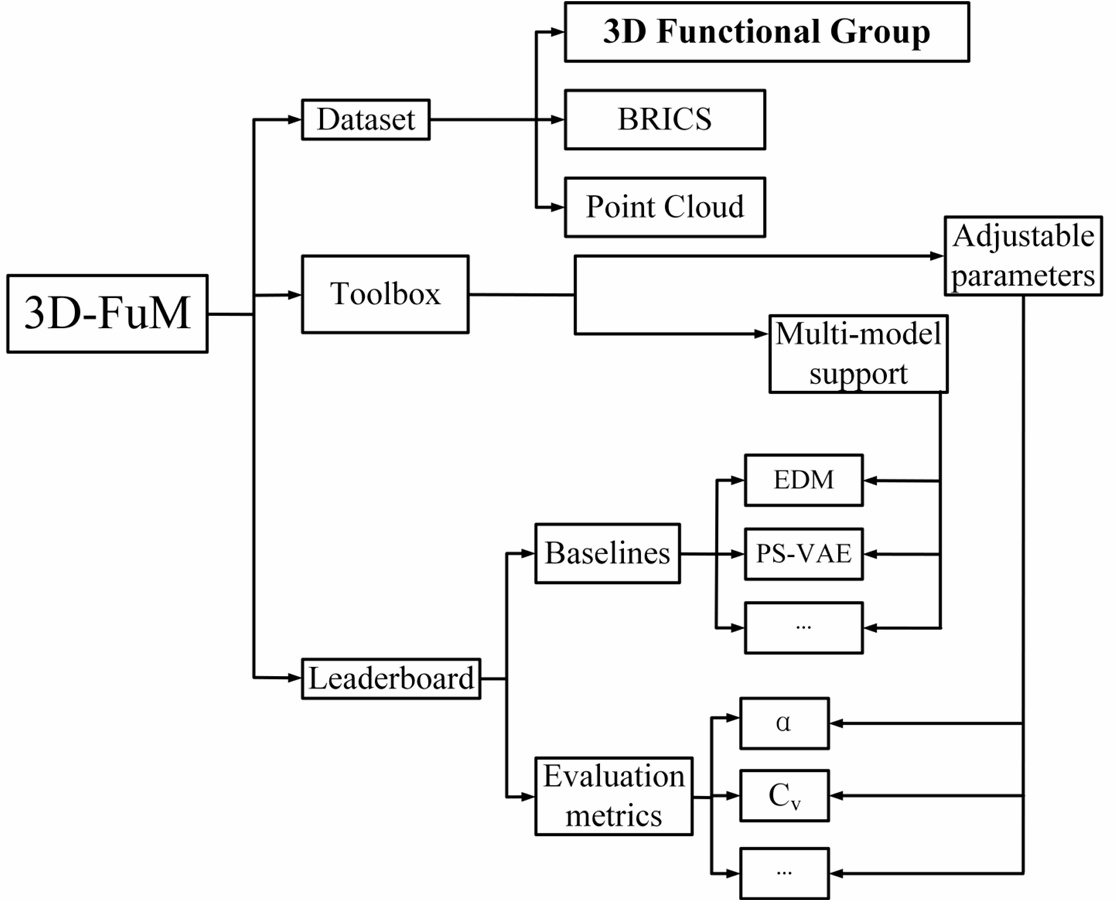 3D Functional Group
Dataset
BRICS
Point Cloud
Adjustable
parameters
3D-FuM
Toolbox
Multi-model
support
EDM
Baselines
PS-VAE
...
Leaderboard
α
Evaluation
metrics
Cv
...